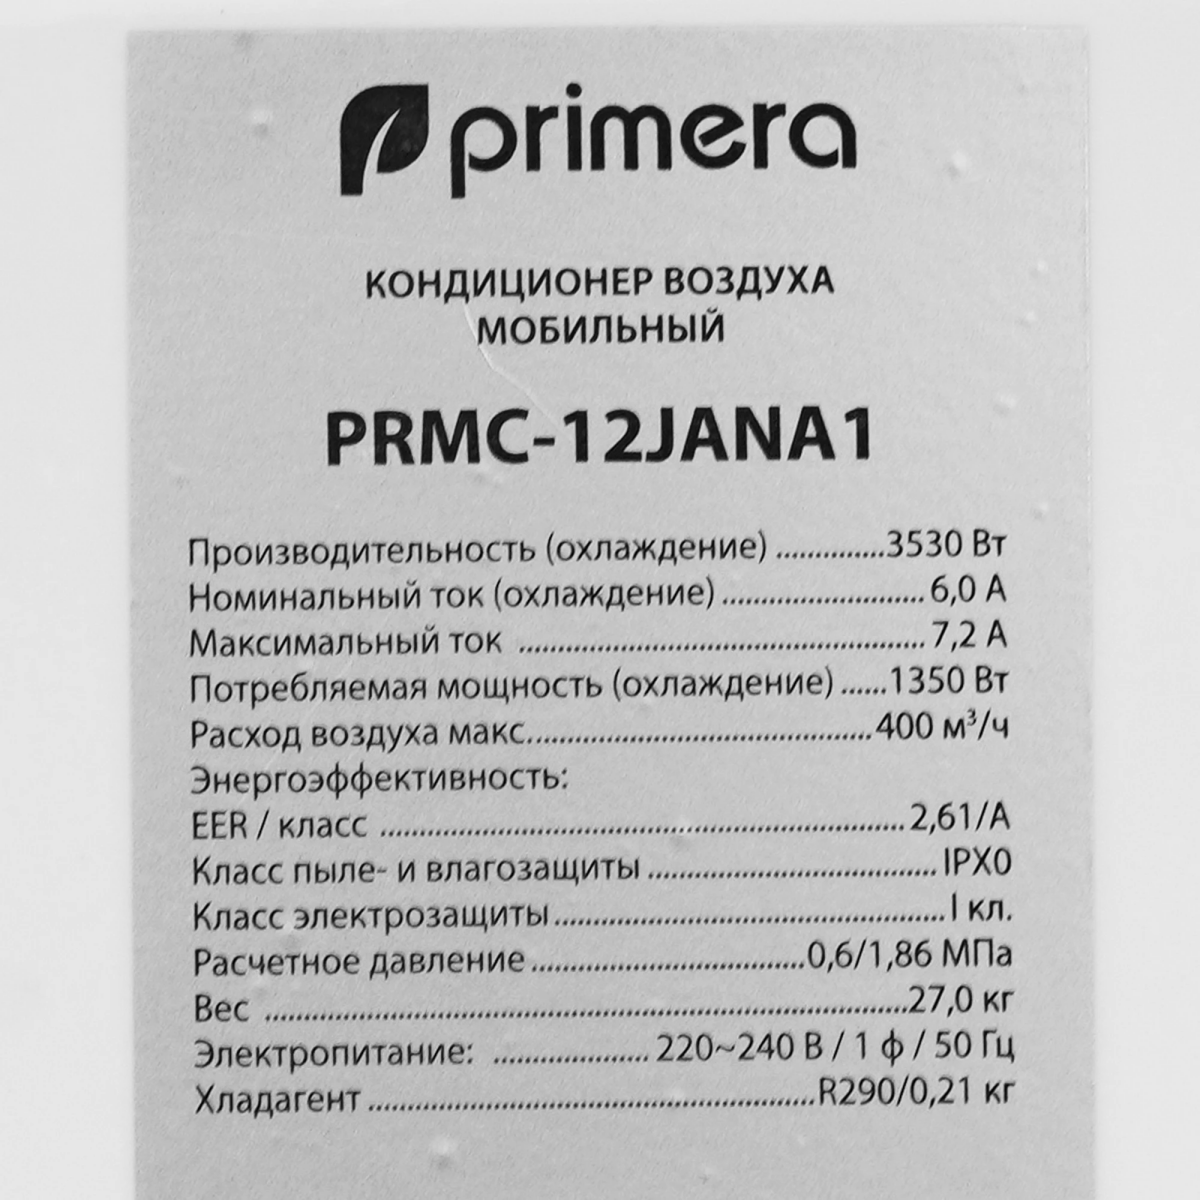 primera
КОНДИЦИОНЕР ВОЗДУХА
МОБИЛЬНЫЙ
PRMC-12JANA1
Производительность (охлаждение) ..............3530 Вт
Номинальный ток (охлаждение) .......................... 6,0 А
Максимальный ток .................................................... 7,2 А
Потребляемая мощность (охлаждение) ......1350 Вт
Расход воздуха макс............................................. 400 м³/ч
Энергоэффективность:
EER / класс .................................................................... 2,61/А
Класс пыле- и влагозащиты ..................................... IPX0
Класс электрозащиты .................................................. I кл.
Расчетное давление ................................... 0,6/1,86 МПа
Вес ................................................................................... 27,0 кг
Электропитание: .................... 220~240 В / 1 ф / 50 Гц
Хладагент .......................................................... R290/0,21 кг